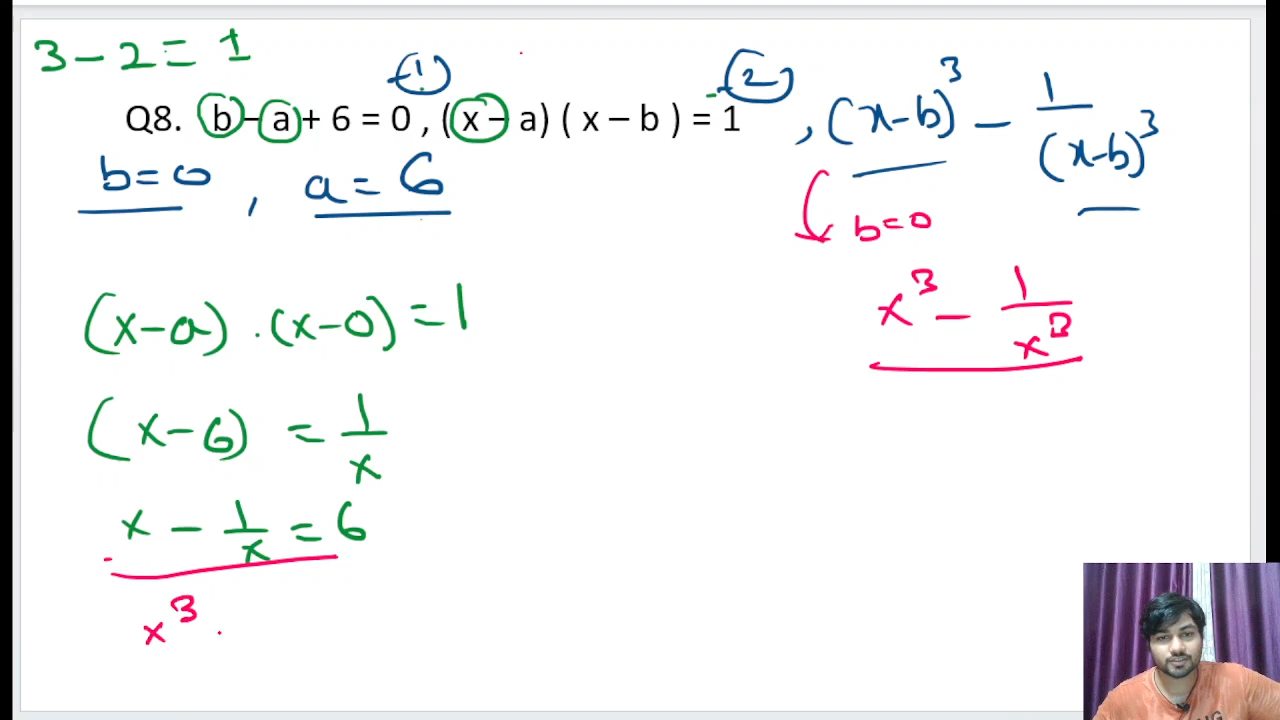 3 - 2 = 1
① ②
Q8. b - a + 6 = 0 , ( x – a) ( x – b ) = 1 , (x-b)³ - 1/(x-b)³
b=0 , a = 6
b=0
x³ - 1/x³
(x-a) . (x-0) = 1
(x-6) = 1/x
x - 1/x = 6
x³